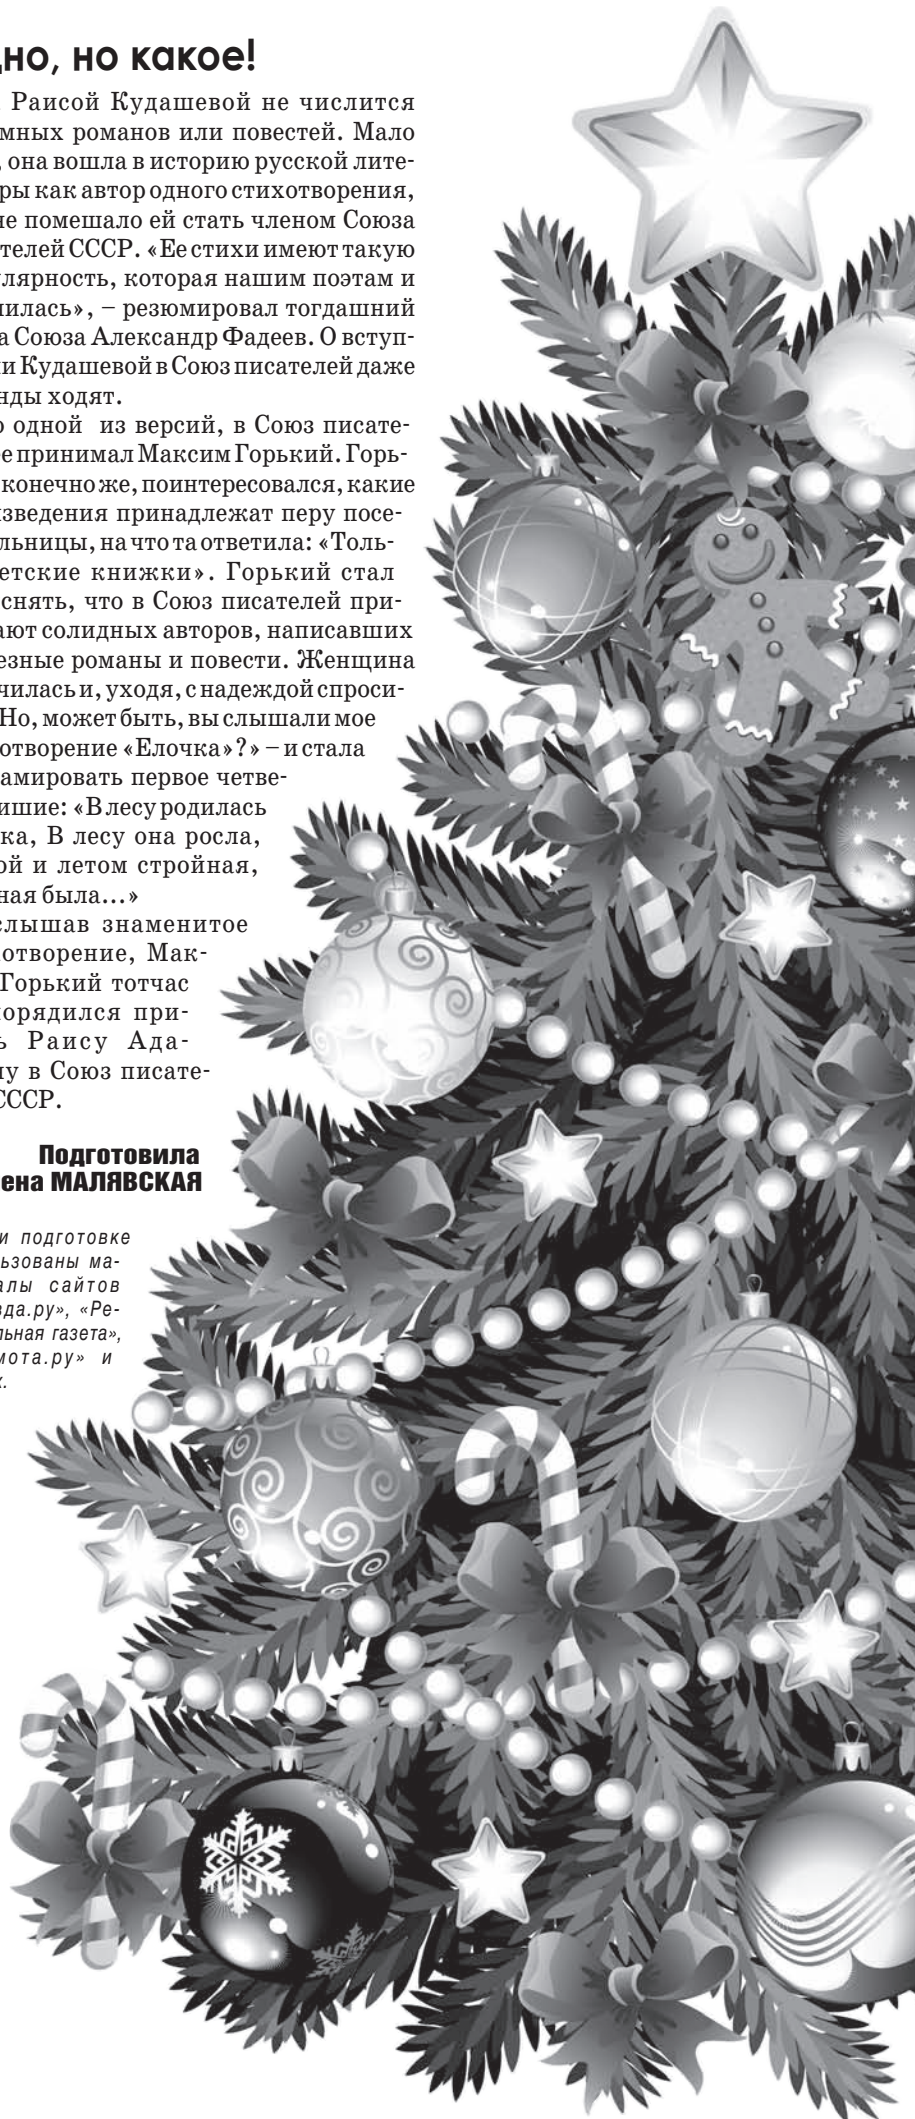 дно, но какое!
Раисой Кудашевой не числится
мных романов или повестей. Мало
, она вошла в историю русской лите-
ры как автор одного стихотворения,
не помешало ей стать членом Союза
телей СССР. «Ее стихи имеют такую
улярность, которая нашим поэтам и
нилась», – резюмировал тогдашний
а Союза Александр Фадеев. О вступ-
и Кудашевой в Союз писателей даже
нды ходят.
о одной из версий, в Союз писате-
ее принимал Максим Горький. Горь-
конечно же, поинтересовался, какие
изведения принадлежат перу посе-
льницы, на что та ответила: «Толь-
етские книжки». Горький стал
снять, что в Союз писателей при-
ают солидных авторов, написавших
езные романы и повести. Женщина
чилась и, уходя, с надеждой спроси-
Но, может быть, вы слышали мое
отворение «Елочка»?» – и стала
амировать первое четве-
ишие: «В лесу родилась
ка, В лесу она росла,
ой и летом стройная,
ная была...»
слышав знаменитое
отворение, Мак-
Горький тотчас
порядился при-
ь Раису Ада-
ну в Союз писате-
СССР.
Подготовила
ена МАЛЯВСКАЯ
и подготовке
ьзованы ма-
алы сайтов
вда.ру», «Ре-
льная газета»,
мота.ру» и
х.